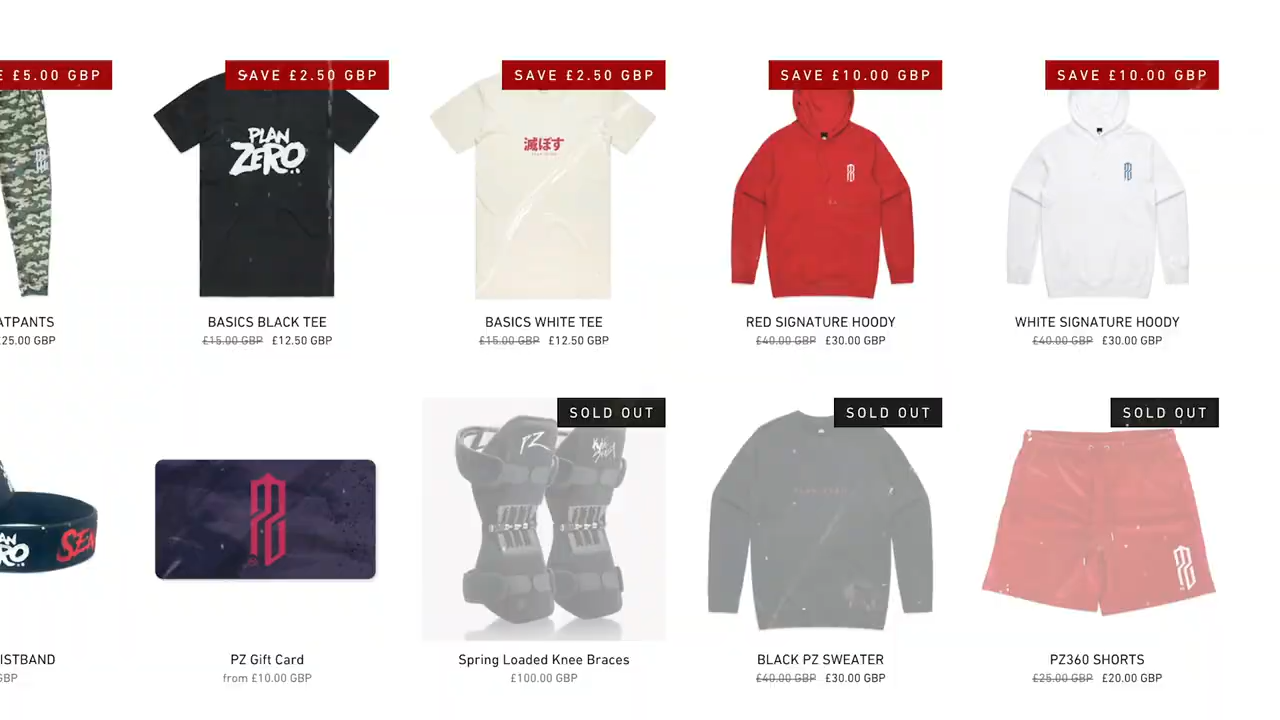 E £5.00 GBP
SAVE £2.50 GBP
SAVE £2.50 GBP
SAVE £10.00 GBP
SAVE £10.00 GBP
PLAN
ZERO
滅ぼす
ATPANTS
BASICS BLACK TEE
BASICS WHITE TEE
RED SIGNATURE HOODY
WHITE SIGNATURE HOODY
£25.00 GBP
£15.00 GBP £12.50 GBP
£15.00 GBP £12.50 GBP
£40.00 GBP £30.00 GBP
£40.00 GBP £30.00 GBP
SOLD OUT
SOLD OUT
SOLD OUT
PZ
AN
RO
SEN
ISTBAND
PZ Gift Card
Spring Loaded Knee Braces
BLACK PZ SWEATER
PZ360 SHORTS
GBP
from £10.00 GBP
£100.00 GBP
£40.00 GBP £30.00 GBP
£25.00 GBP £20.00 GBP